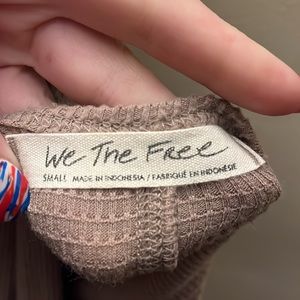 We The Free
SMALL MADE IN INDONESIA / FABRIQUÉ EN INDONÉSIE